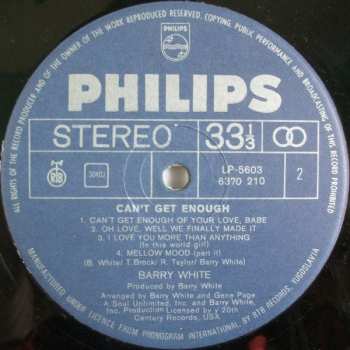 ALL RIGHTS OF THE RECORD PRODUCER AND OF THE OWNER OF THE WORK REPRODUCED RESERVED. COPYING, PUBLIC PERFORMANCE AND BROADCASTING OF THIS RECORD PROHIBITED
PHILIPS
PHILIPS
STEREO 33 1/3
RTB SOKOJ LP-5603
6370 210 2
CAN'T GET ENOUGH
1. CAN'T GET ENOUGH OF YOUR LOVE, BABE
2. OH LOVE, WELL WE FINALLY MADE IT
3. I LOVE YOU MORE THAN ANYTHING
(In this world girl)
4. MELLOW MOOD (part II)
(B. White/ T. Brock/ R. Taylor/ Barry White)
BARRY WHITE
Produced by Barry White
Arranged by Barry White and Gene Page
A Soul Unlimited, Inc. and Barry White,
Inc. Production Licensed by 20th
Century Records, USA
MANUFACTURED UNDER LICENCE FROM PHONOGRAM INTERNATIONAL, BY RTB RECORDS, YUGOSLAVIA